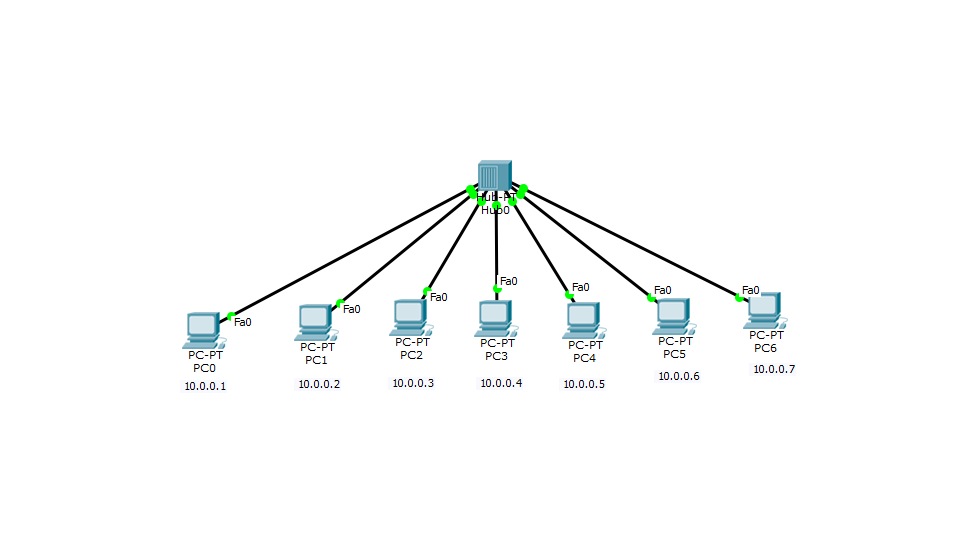 Hub-PT
Hub0
Fa0
Fa0
Fa0
Fa0
Fa0
Fa0
Fa0
PC-PT
PC0
10.0.0.1
PC-PT
PC1
10.0.0.2
PC-PT
PC2
10.0.0.3
PC-PT
PC3
10.0.0.4
PC-PT
PC4
10.0.0.5
PC-PT
PC5
10.0.0.6
PC-PT
PC6
10.0.0.7